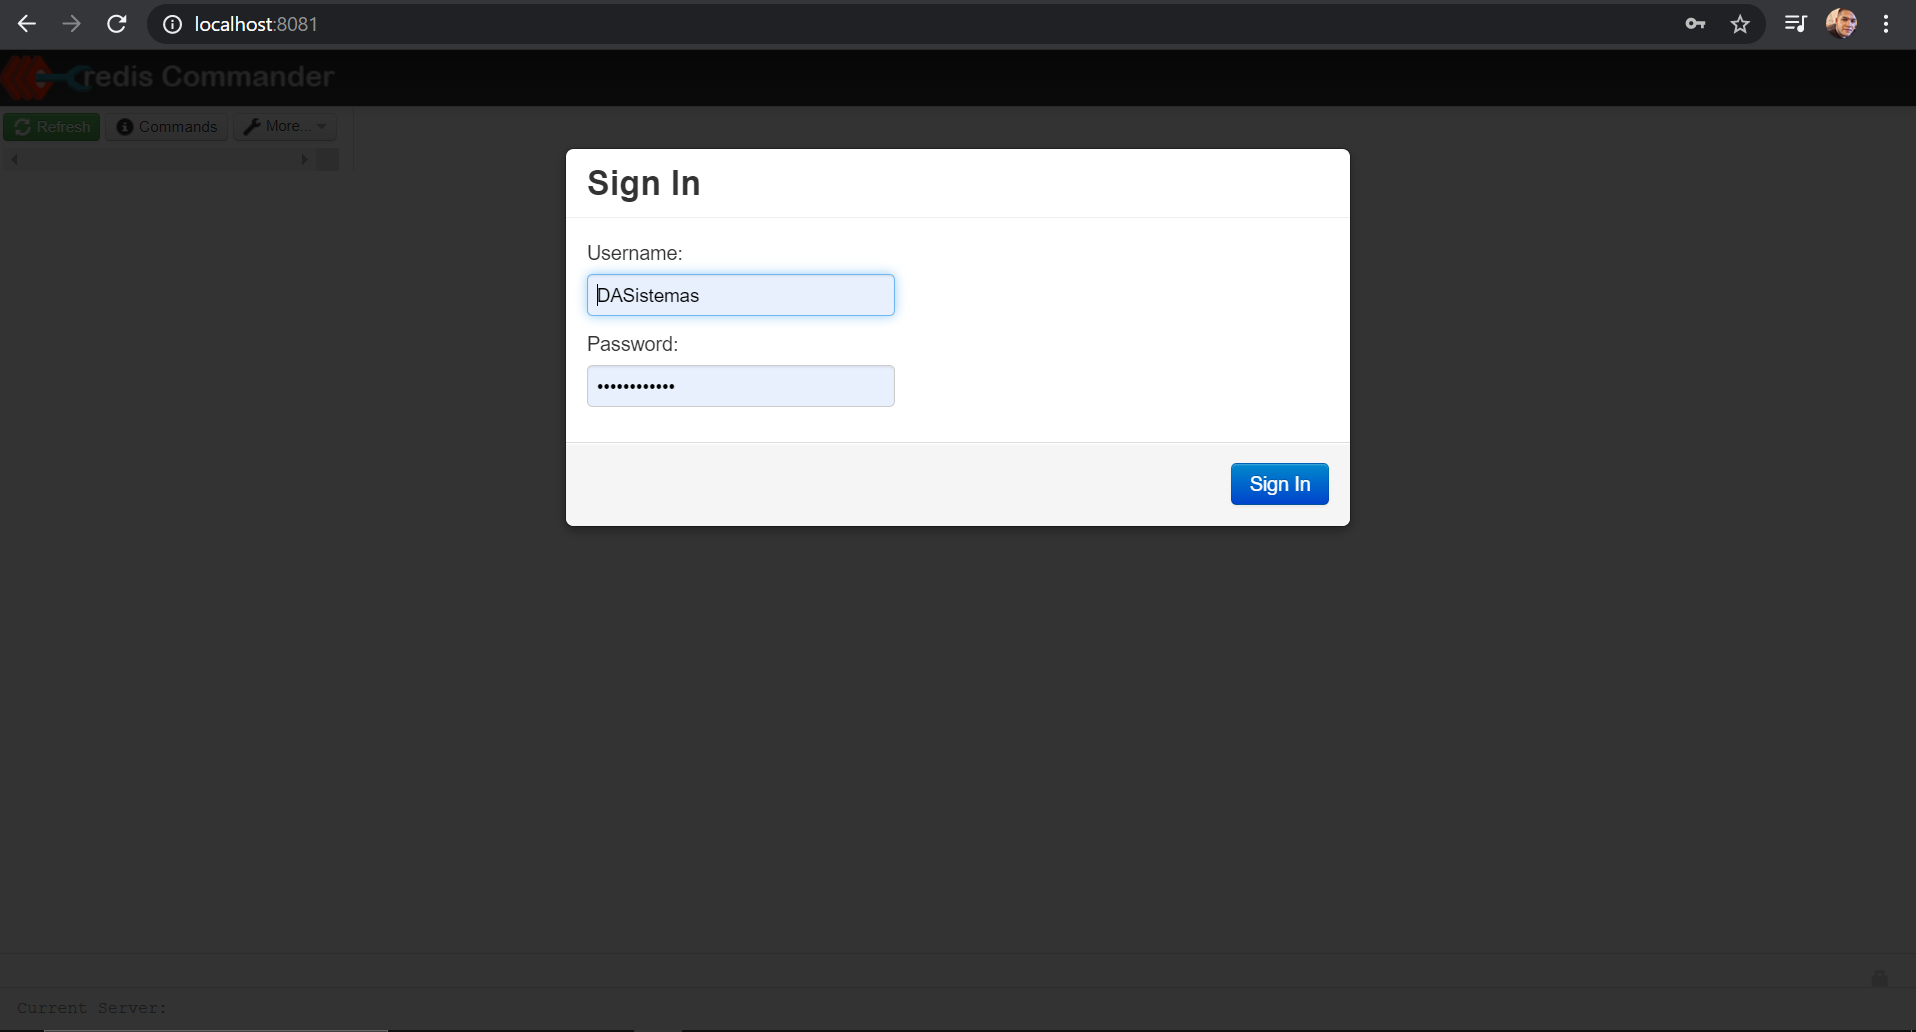 localhost:8081
redis Commander
Refresh Commands More...
Sign In
Username:
DASistemas
Password:
••••••••••••
Sign In
Current Server: